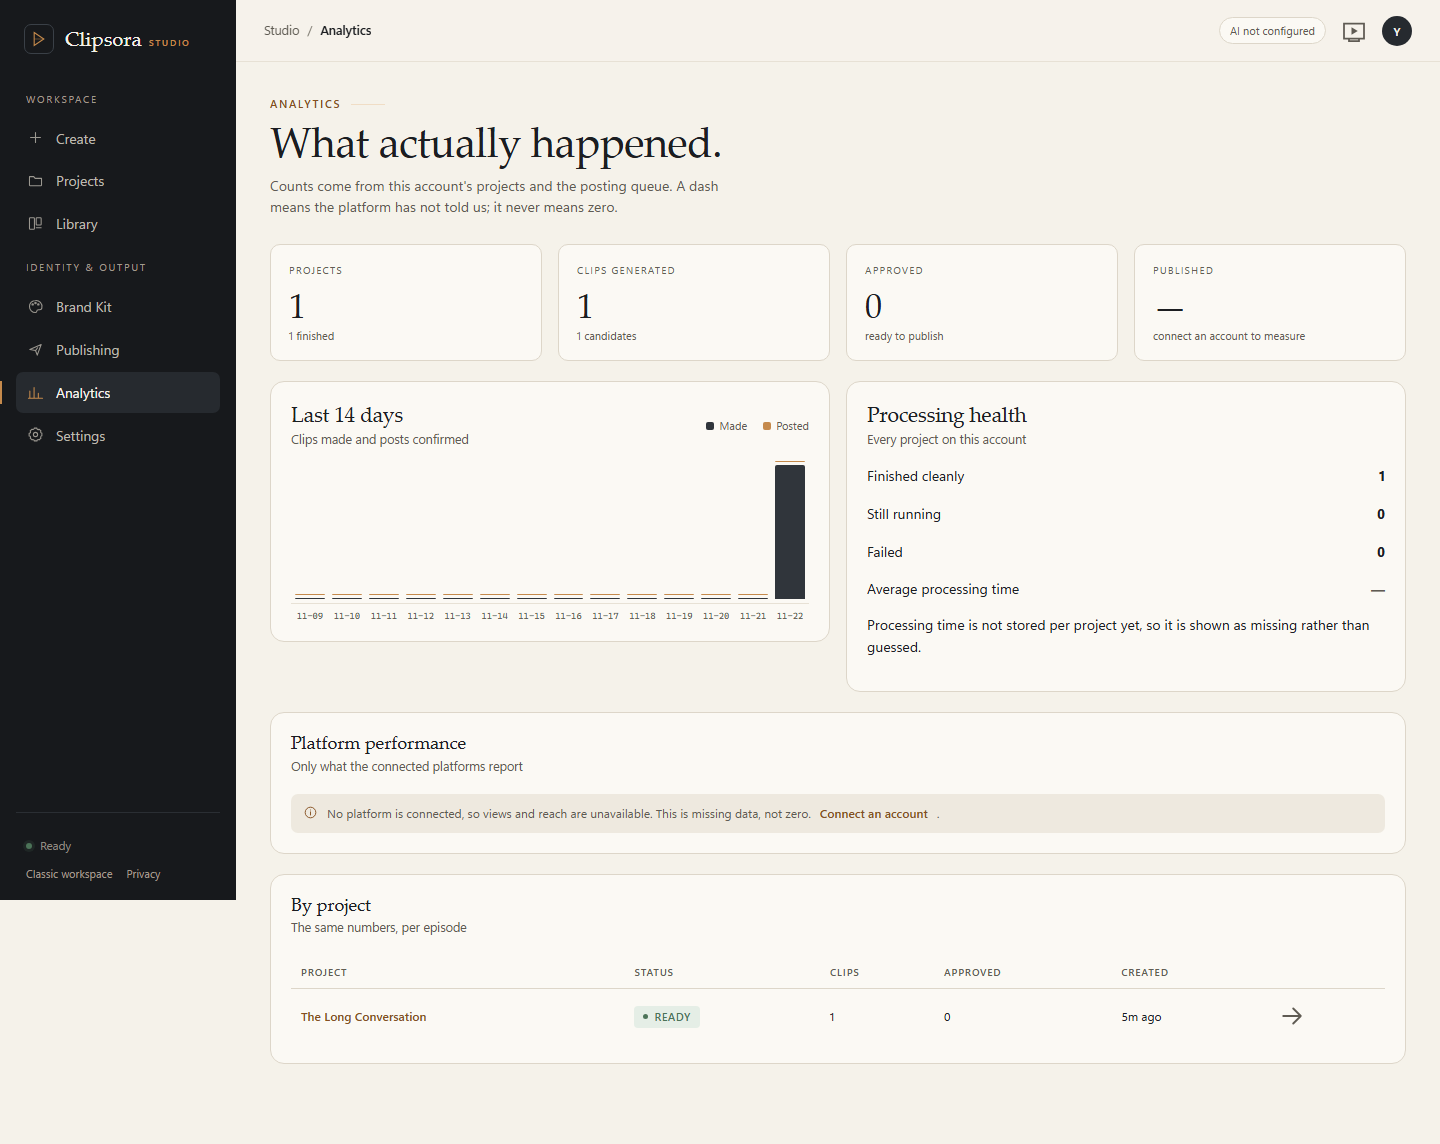 Clipsora STUDIO
WORKSPACE
Create
Projects
Library
IDENTITY & OUTPUT
Brand Kit
Publishing
Analytics
Settings
Ready
Classic workspace Privacy
Studio / Analytics
AI not configured
Y
ANALYTICS
What actually happened.
Counts come from this account's projects and the posting queue. A dash
means the platform has not told us; it never means zero.
PROJECTS
1
1 finished
CLIPS GENERATED
1
1 candidates
APPROVED
0
ready to publish
PUBLISHED
—
connect an account to measure
Last 14 days
Clips made and posts confirmed
Made Posted
11-09 11-10 11-11 11-12 11-13 11-14 11-15 11-16 11-17 11-18 11-19 11-20 11-21 11-22
Processing health
Every project on this account
Finished cleanly 1
Still running 0
Failed 0
Average processing time —
Processing time is not stored per project yet, so it is shown as missing rather than
guessed.
Platform performance
Only what the connected platforms report
No platform is connected, so views and reach are unavailable. This is missing data, not zero. Connect an account .
By project
The same numbers, per episode
PROJECT STATUS CLIPS APPROVED CREATED
The Long Conversation READY 1 0 5m ago